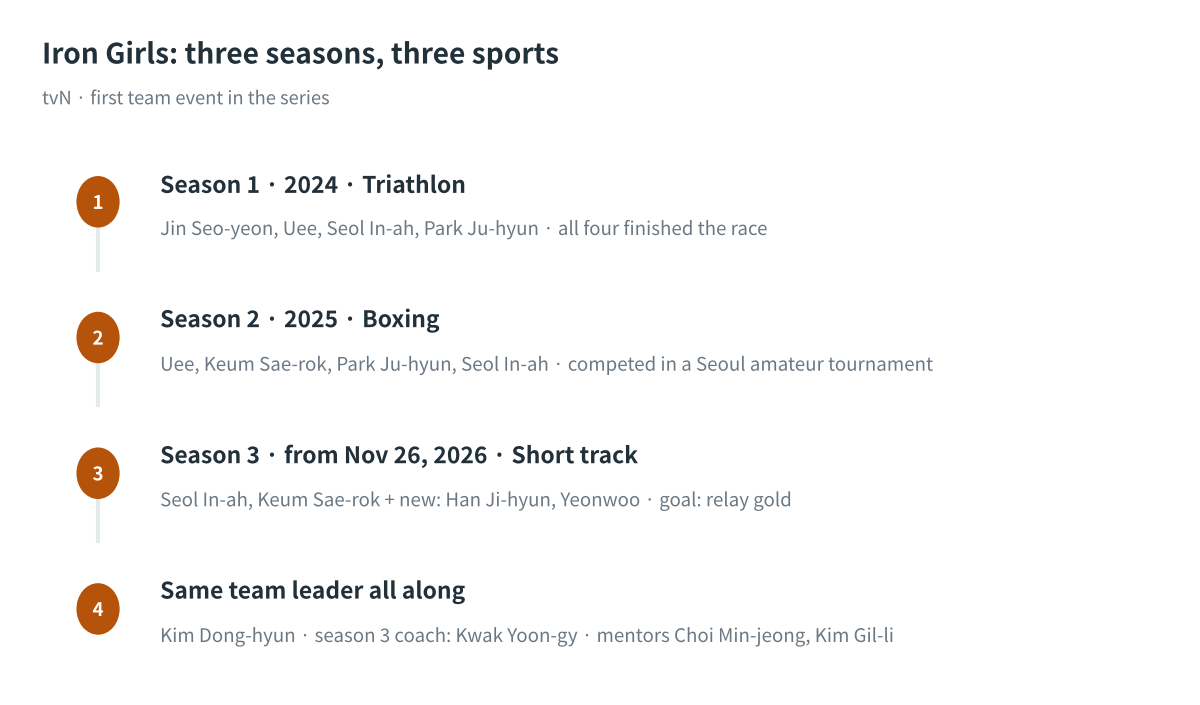 Iron Girls: three seasons, three sports
tvN · first team event in the series
1
Season 1 · 2024 · Triathlon
Jin Seo-yeon, Uee, Seol In-ah, Park Ju-hyun · all four finished the race
2
Season 2 · 2025 · Boxing
Uee, Keum Sae-rok, Park Ju-hyun, Seol In-ah · competed in a Seoul amateur tournament
3
Season 3 · from Nov 26, 2026 · Short track
Seol In-ah, Keum Sae-rok + new: Han Ji-hyun, Yeonwoo · goal: relay gold
4
Same team leader all along
Kim Dong-hyun · season 3 coach: Kwak Yoon-gy · mentors Choi Min-jeong, Kim Gil-li